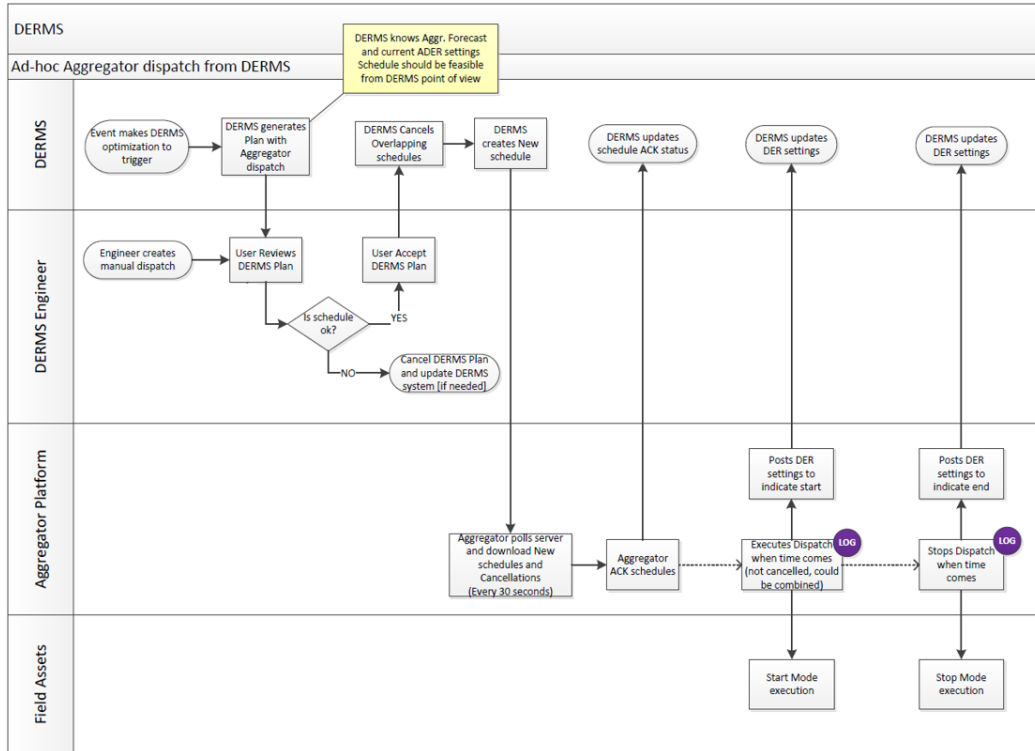 DERMS
Ad-hoc Aggregator dispatch from DERMS
DERMS knows Aggr. Forecast
and current ADER settings
Schedule should be feasible
from DERMS point of view
DERMS
Event makes DERMS
optimization to
trigger
DERMS generates
Plan with
Aggregator
dispatch
DERMS Cancels
Overlapping
schedules
DERMS
creates New
schedule
DERMS updates
schedule ACK status
DERMS updates
DER settings
DERMS updates
DER settings
DERMS Engineer
Engineer creates
manual dispatch
User Reviews
DERMS Plan
User Accept
DERMS Plan
Is schedule
ok?
YES
NO
Cancel DERMS Plan
and update DERMS
system [if needed]
Aggregator Platform
Posts DER
settings to
indicate start
Posts DER
settings to
indicate end
Aggregator polls server
and download New
schedules and
Cancellations
(Every 30 seconds)
Aggregator
ACK schedules
LOG
Executes Dispatch
when time comes
(not cancelled, could
be combined)
LOG
Stops Dispatch
when time
comes
Field Assets
Start Mode
execution
Stop Mode
execution